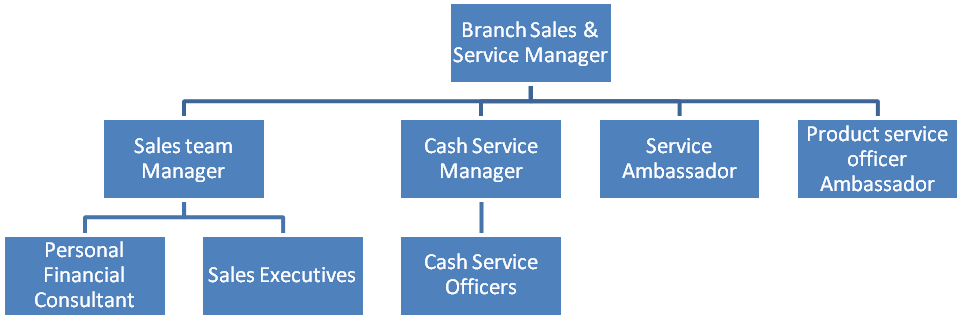 Branch Sales &
Service Manager
Sales team
Manager
Cash Service
Manager
Service
Ambassador
Product service
officer
Ambassador
Personal
Financial
Consultant
Sales Executives
Cash Service
Officers